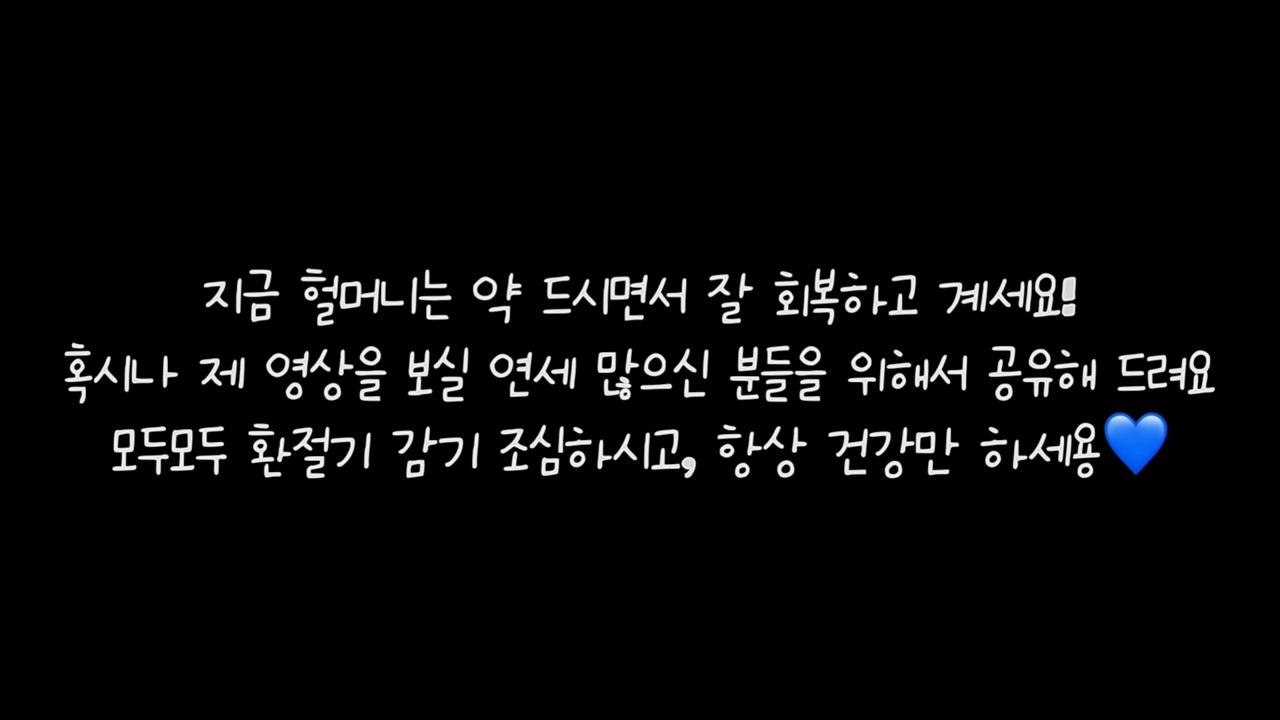 지금 헐머니는 약 드시면서 잘 회복하고 계세요!
혹시나 제 영상을 보실 연세 많으신 분들을 위해서 공유해 드려요
모두모두 환절기 감기 조심하시고, 항상 건강만 하세용💙